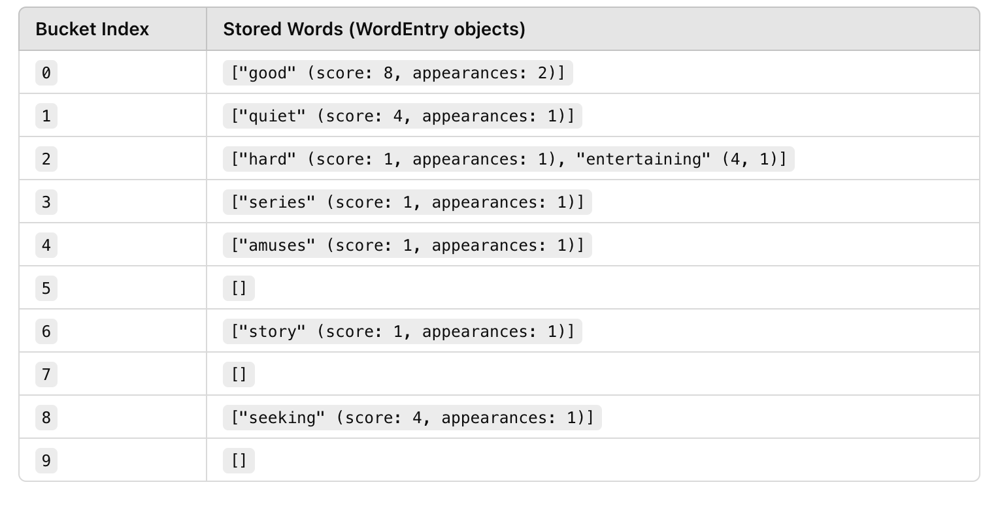 Bucket Index Stored Words (WordEntry objects)
0 ["good" (score: 8, appearances: 2)]
1 ["quiet" (score: 4, appearances: 1)]
2 ["hard" (score: 1, appearances: 1), "entertaining" (4, 1)]
3 ["series" (score: 1, appearances: 1)]
4 ["amuses" (score: 1, appearances: 1)]
5 []
6 ["story" (score: 1, appearances: 1)]
7 []
8 ["seeking" (score: 4, appearances: 1)]
9 []